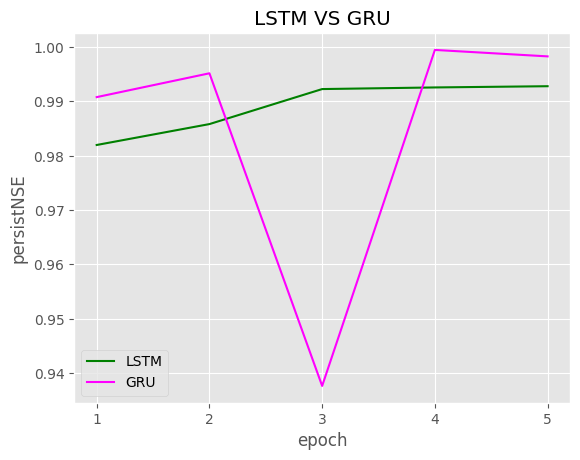 LSTM VS GRU
1.00
0.99
0.98
0.97
0.96
0.95
0.94
persistNSE
LSTM
GRU
1 2 3 4 5
epoch